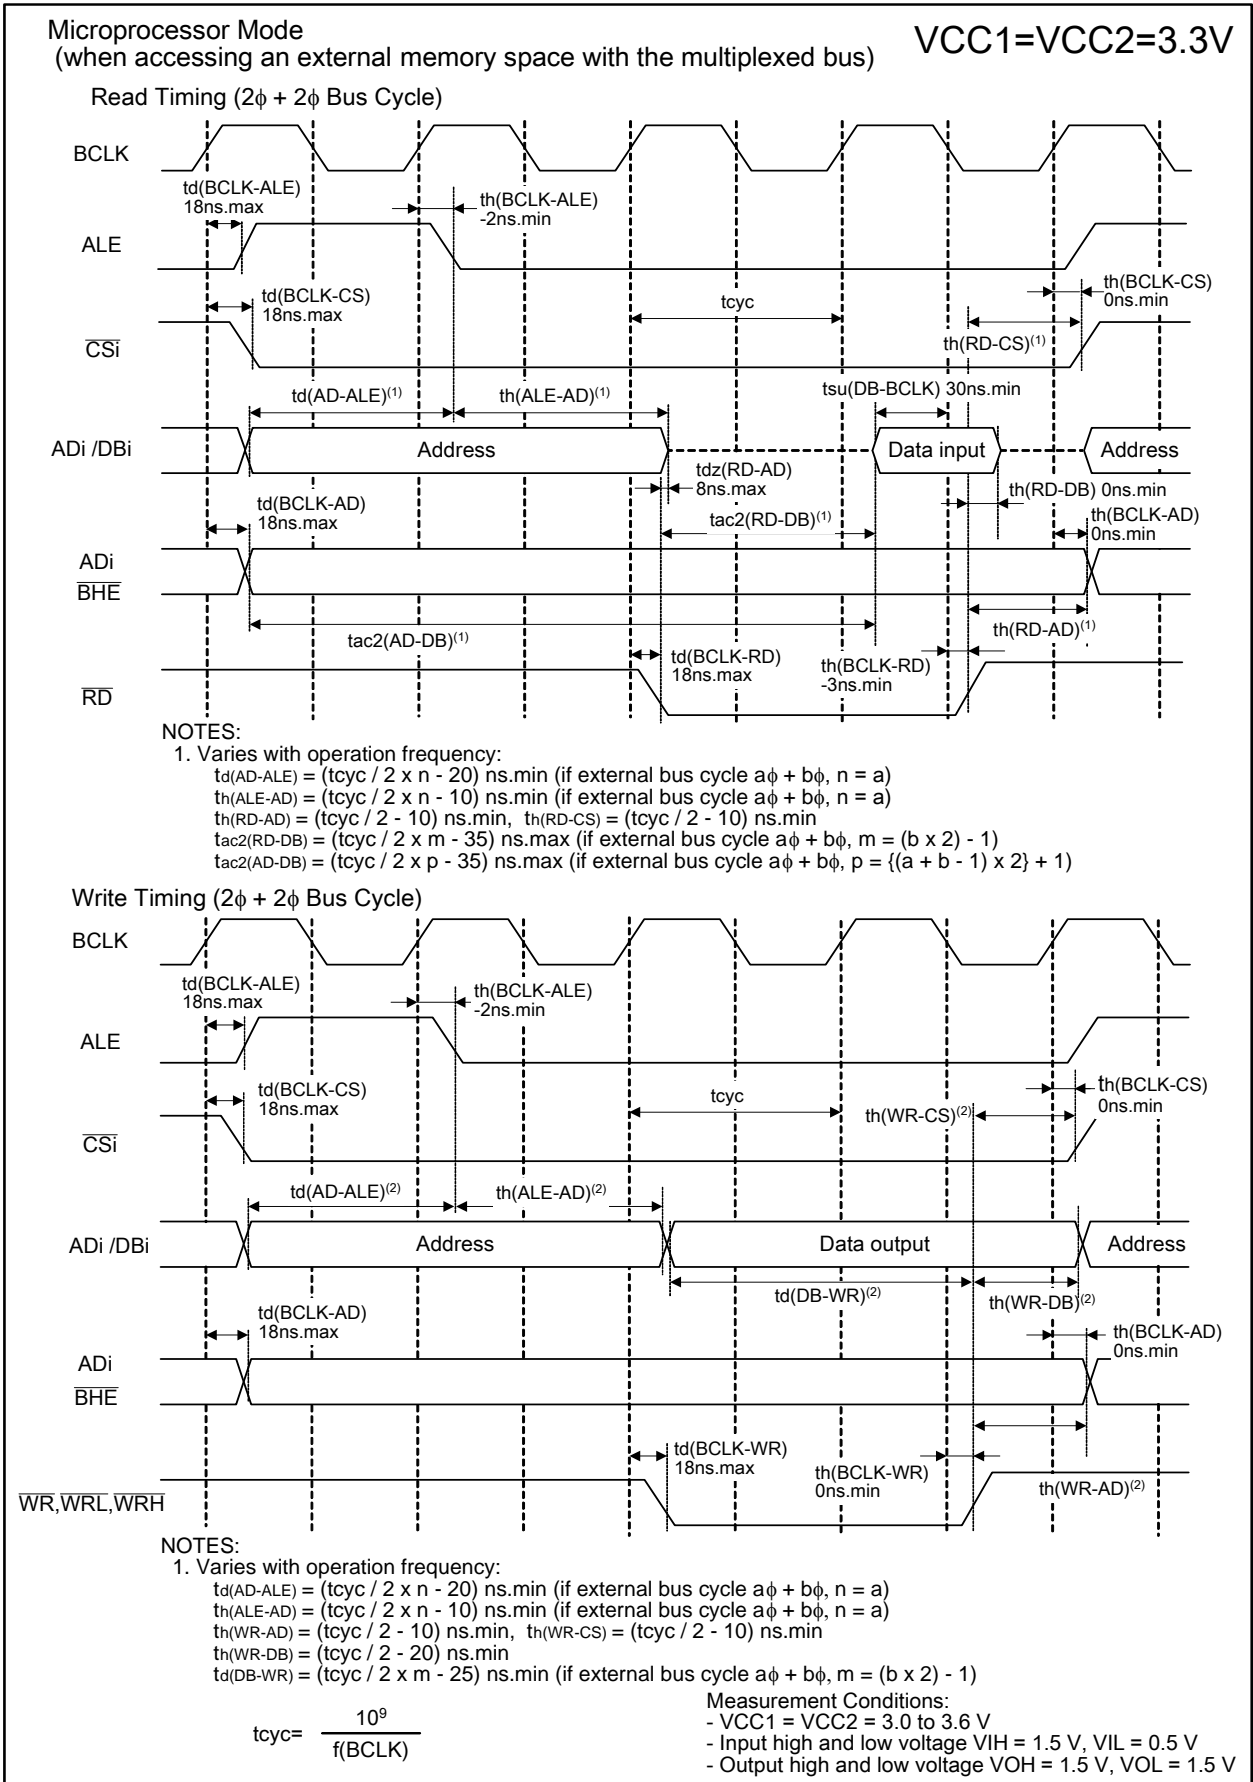 Microprocessor Mode
(when accessing an external memory space with the multiplexed bus)
VCC1=VCC2=3.3V
Read Timing (2ϕ + 2ϕ Bus Cycle)
BCLK
td(BCLK-ALE)
18ns.max
th(BCLK-ALE)
-2ns.min
ALE
td(BCLK-CS)
18ns.max
tcyc
th(BCLK-CS)
0ns.min
CSi
th(RD-CS)(1)
td(AD-ALE)(1)
th(ALE-AD)(1)
tsu(DB-BCLK) 30ns.min
ADi /DBi
Address
Data input
Address
tdz(RD-AD)
8ns.max
th(RD-DB) 0ns.min
td(BCLK-AD)
18ns.max
tac2(RD-DB)(1)
th(BCLK-AD)
0ns.min
ADi
BHE
tac2(AD-DB)(1)
th(RD-AD)(1)
td(BCLK-RD)
18ns.max
th(BCLK-RD)
-3ns.min
RD
NOTES:
1. Varies with operation frequency:
td(AD-ALE) = (tcyc / 2 x n - 20) ns.min (if external bus cycle aϕ + bϕ, n = a)
th(ALE-AD) = (tcyc / 2 x n - 10) ns.min (if external bus cycle aϕ + bϕ, n = a)
th(RD-AD) = (tcyc / 2 - 10) ns.min, th(RD-CS) = (tcyc / 2 - 10) ns.min
tac2(RD-DB) = (tcyc / 2 x m - 35) ns.max (if external bus cycle aϕ + bϕ, m = (b x 2) - 1)
tac2(AD-DB) = (tcyc / 2 x p - 35) ns.max (if external bus cycle aϕ + bϕ, p = {(a + b - 1) x 2} + 1)
Write Timing (2ϕ + 2ϕ Bus Cycle)
BCLK
td(BCLK-ALE)
18ns.max
th(BCLK-ALE)
-2ns.min
ALE
td(BCLK-CS)
18ns.max
tcyc
th(BCLK-CS)
0ns.min
th(WR-CS)(2)
CSi
td(AD-ALE)(2)
th(ALE-AD)(2)
ADi /DBi
Address
Data output
Address
td(DB-WR)(2)
th(WR-DB)(2)
td(BCLK-AD)
18ns.max
th(BCLK-AD)
0ns.min
ADi
BHE
td(BCLK-WR)
18ns.max
th(BCLK-WR)
0ns.min
th(WR-AD)(2)
WR,WRL,WRH
NOTES:
1. Varies with operation frequency:
td(AD-ALE) = (tcyc / 2 x n - 20) ns.min (if external bus cycle aϕ + bϕ, n = a)
th(ALE-AD) = (tcyc / 2 x n - 10) ns.min (if external bus cycle aϕ + bϕ, n = a)
th(WR-AD) = (tcyc / 2 - 10) ns.min, th(WR-CS) = (tcyc / 2 - 10) ns.min
th(WR-DB) = (tcyc / 2 - 20) ns.min
td(DB-WR) = (tcyc / 2 x m - 25) ns.min (if external bus cycle aϕ + bϕ, m = (b x 2) - 1)
tcyc= 10⁹
f(BCLK)
Measurement Conditions:
- VCC1 = VCC2 = 3.0 to 3.6 V
- Input high and low voltage VIH = 1.5 V, VIL = 0.5 V
- Output high and low voltage VOH = 1.5 V, VOL = 1.5 V